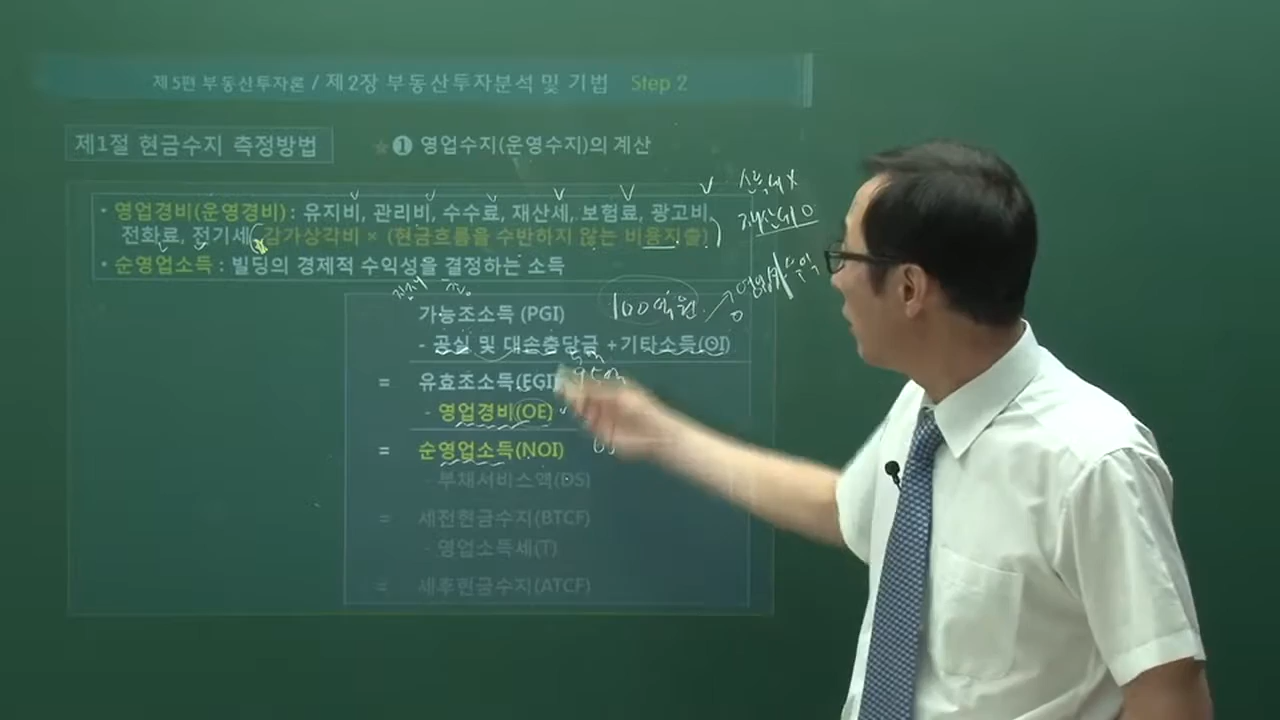 제5편 부동산투자론 / 제2장 부동산투자분석 및 기법 Step 2
제1절 현금수지 측정방법
★ ❶ 영업수지(운영수지)의 계산
• 영업경비(운영경비) : 유지비, 관리비, 수수료, 재산세, 보험료, 광고비,
전화료, 전기세 감가상각비 × (현금흐름을 수반하지 않는 비용지출)
• 순영업소득 : 빌딩의 경제적 수익성을 결정하는 소득
재산세 O
100억원
가능조소득 (PGI)
- 공실 및 대손충당금 +기타소득(OI)
= 유효조소득(EGI) 95억
- 영업경비(OE)
= 순영업소득(NOI)
- 부채서비스액(DS)
= 세전현금수지(BTCF)
- 영업소득세(T)
= 세후현금수지(ATCF)